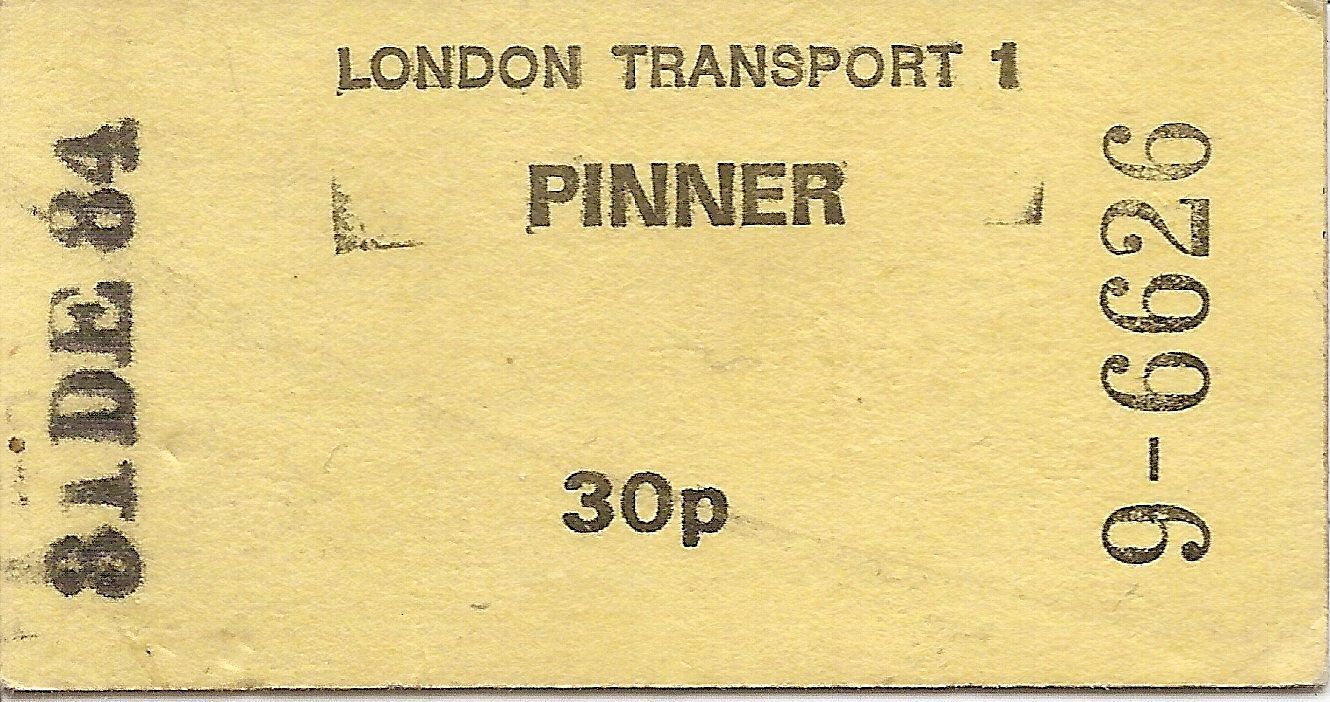 LONDON TRANSPORT 1
PINNER
30p
31 DE 84
9-6626